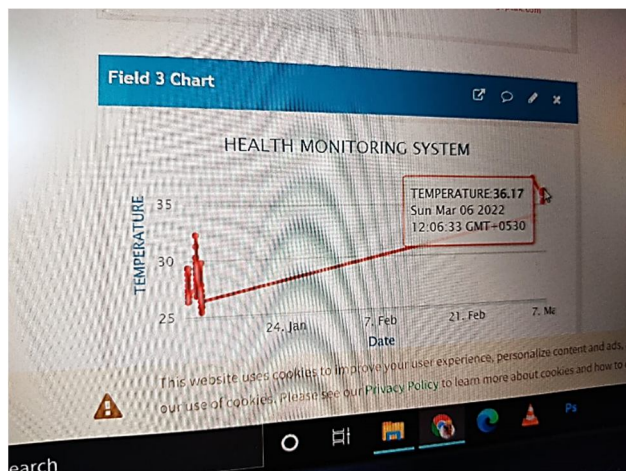 Field 3 Chart
HEALTH MONITORING SYSTEM
TEMPERATURE:36.17
Sun Mar 06 2022
12:06:33 GMT+0530
TEMPERATURE
35
30
25
24. Jan
7. Feb
21. Feb
7. Ma
Date
This website uses cookies to improve your user experience, personalize content and ads,
our use of cookies. Please see our Privacy Policy to learn more about cookies and how to
Ps
earch